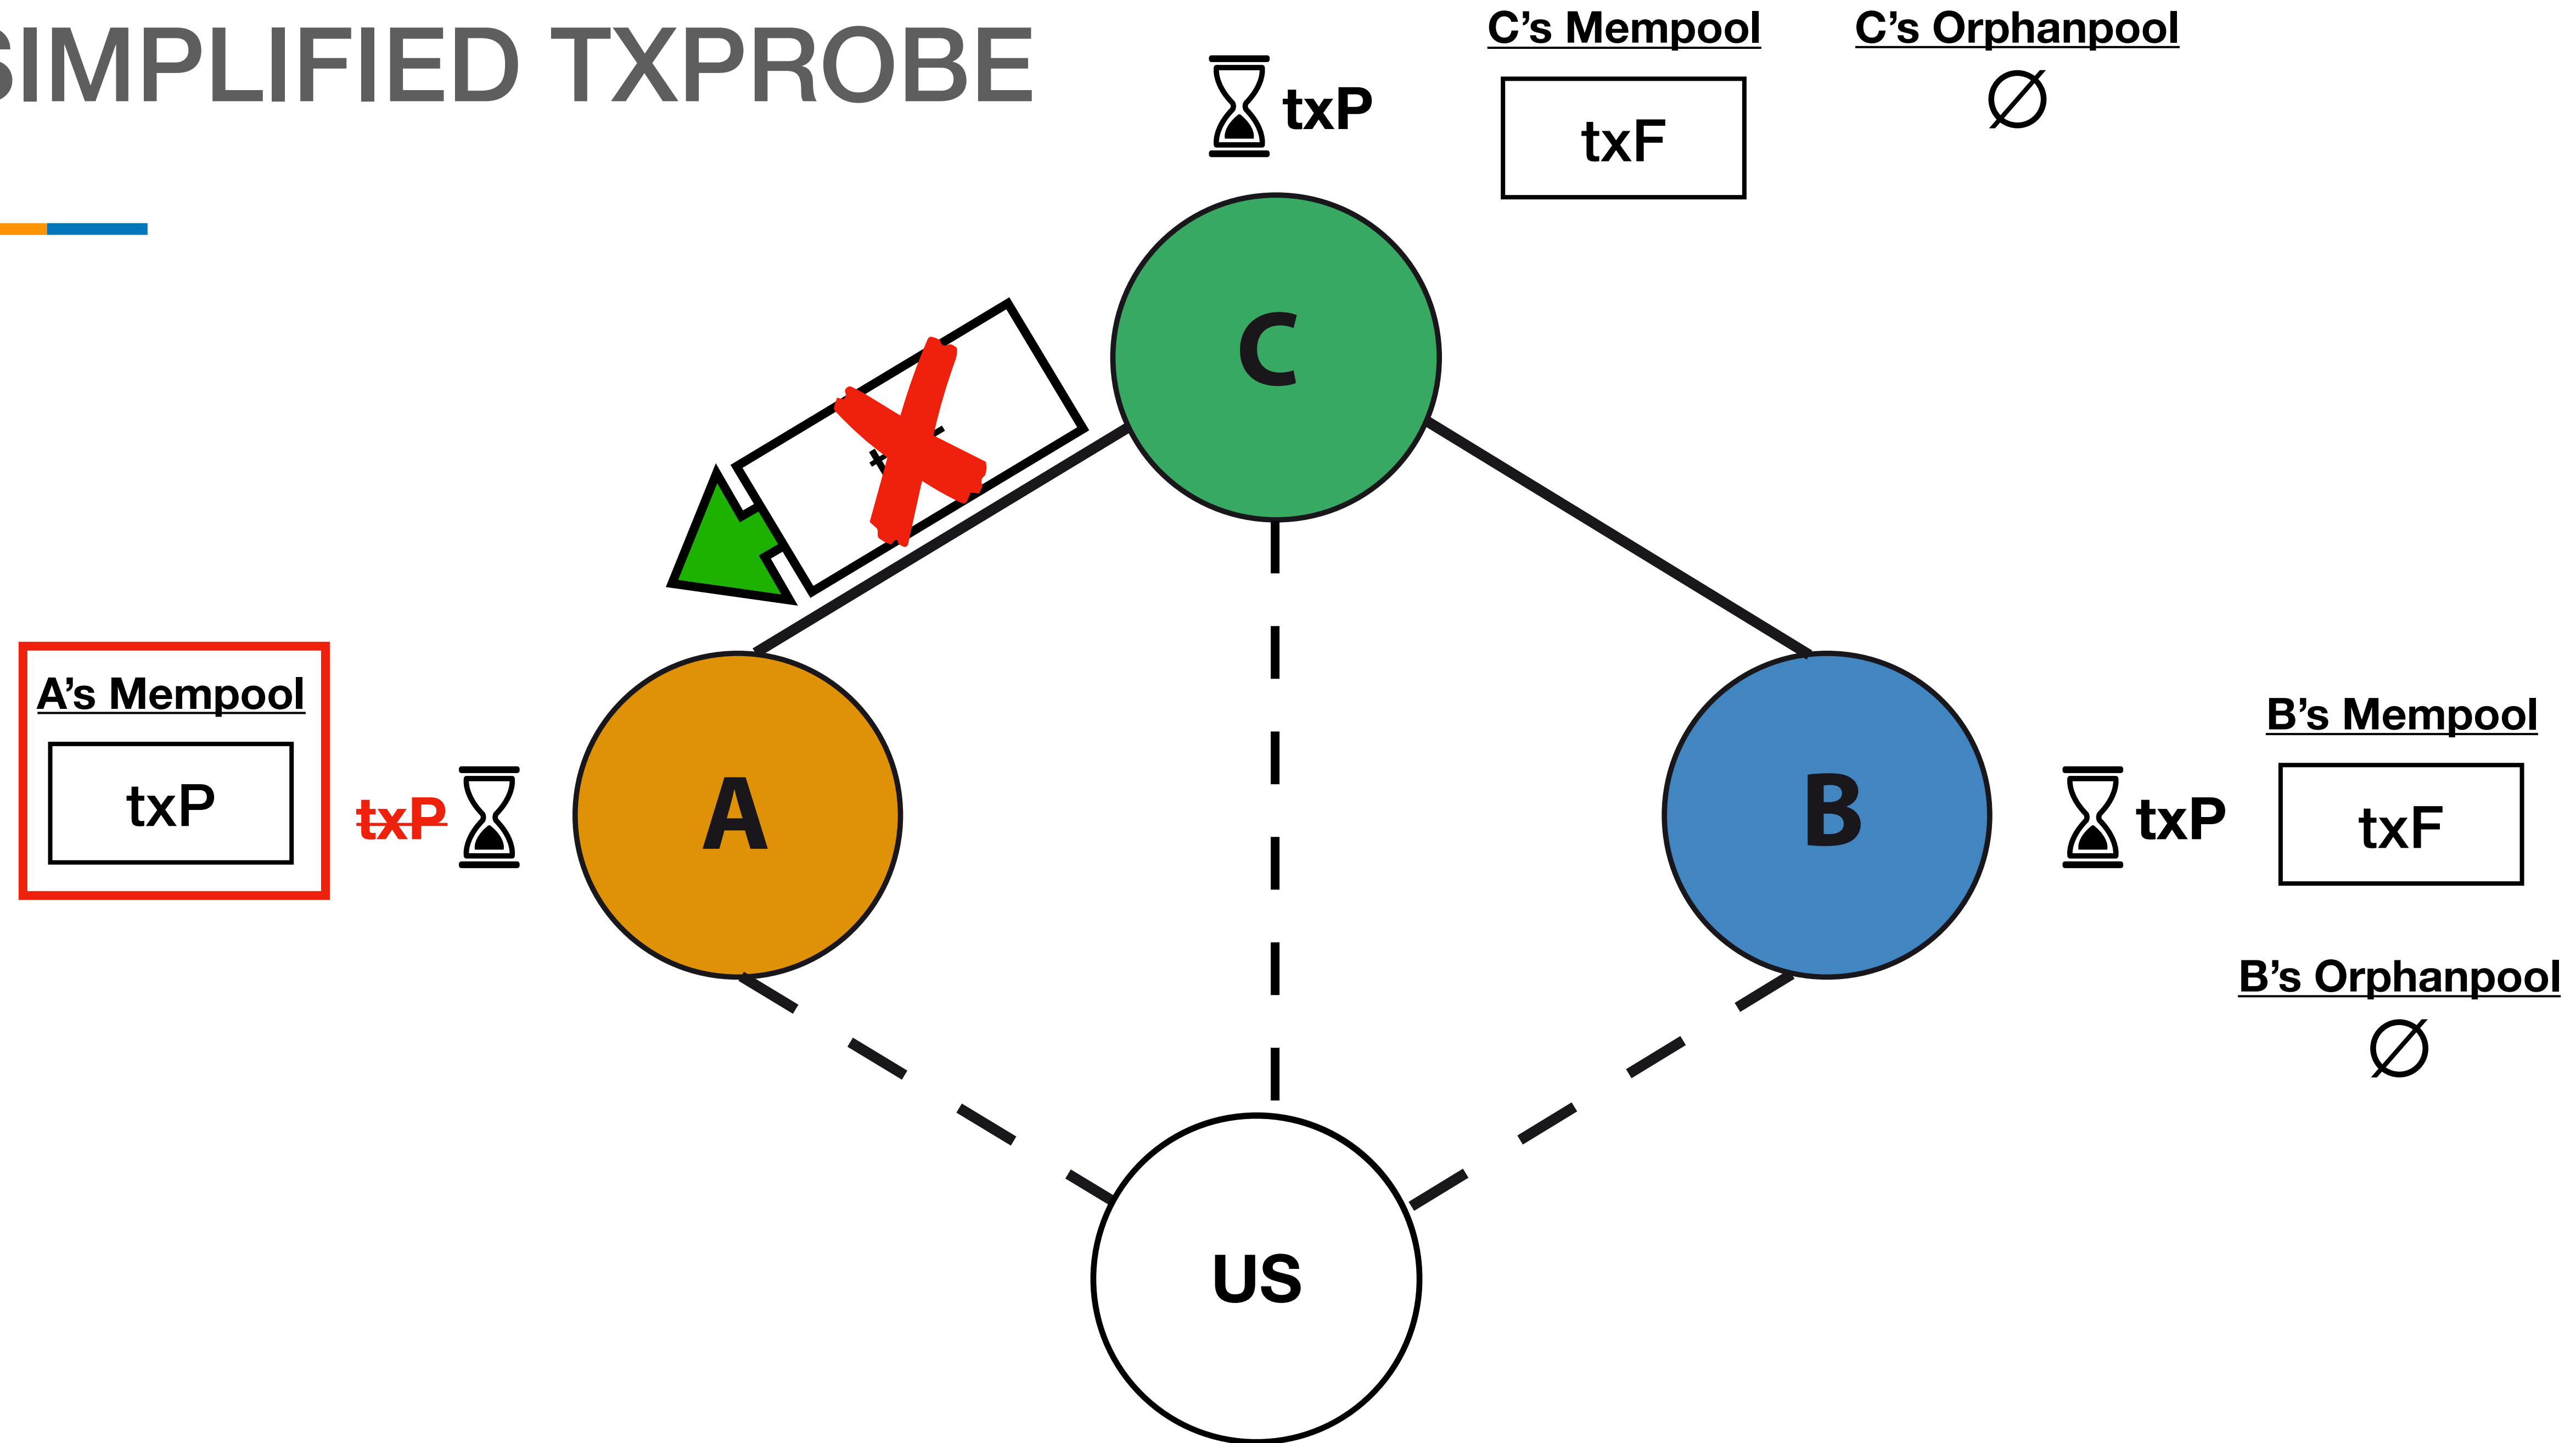 SIMPLIFIED TXPROBE
C's Mempool
C's Orphanpool
txP
txF
∅
C
A's Mempool
txP
txP
A
B
txP
B's Mempool
txF
B's Orphanpool
∅
US